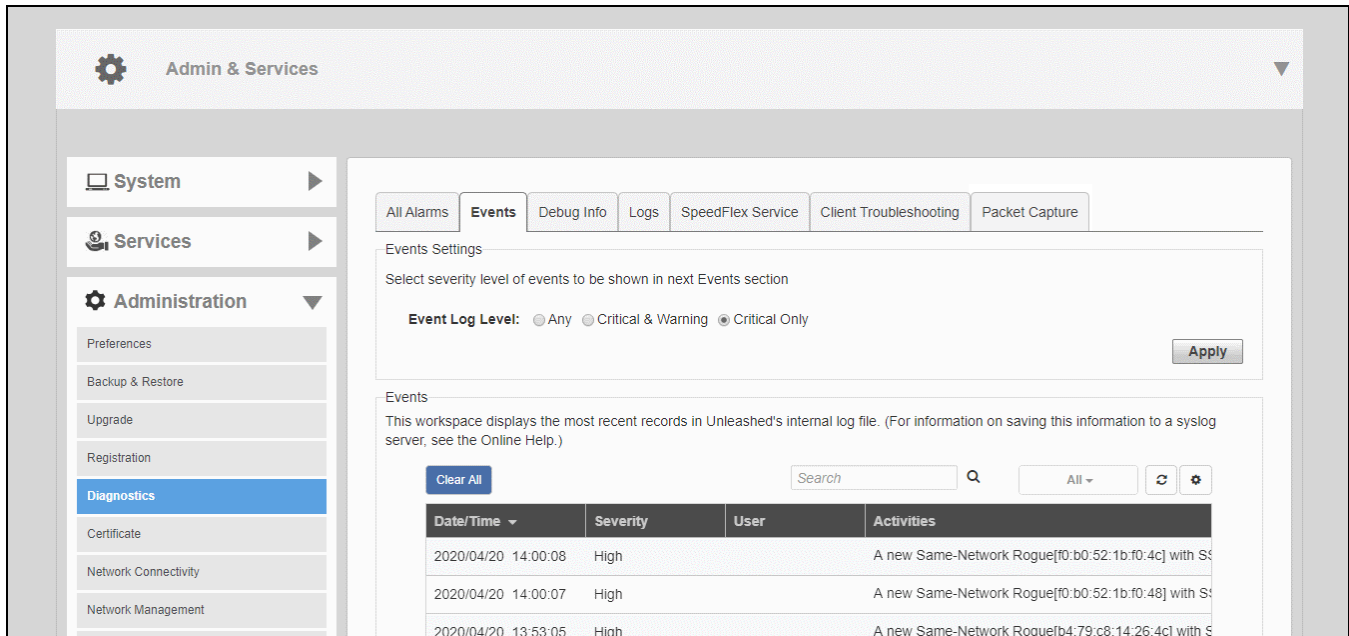 Admin & Services
System
Services
Administration
Preferences
Backup & Restore
Upgrade
Registration
Diagnostics
Certificate
Network Connectivity
Network Management
All Alarms Events Debug Info Logs SpeedFlex Service Client Troubleshooting Packet Capture
Events Settings
Select severity level of events to be shown in next Events section
Event Log Level: Any Critical & Warning Critical Only
Apply
Events
This workspace displays the most recent records in Unleashed's internal log file. (For information on saving this information to a syslog
server, see the Online Help.)
Clear All Search All
Date/Time Severity User Activities
2020/04/20 14:00:08 High A new Same-Network Rogue[f0:b0:52:1b:f0:4c] with
2020/04/20 14:00:07 High A new Same-Network Rogue[f0:b0:52:1b:f0:48] with
2020/04/20 13:53:05 High A new Same-Network Rogue[b4:79:c8:14:26:4c] with